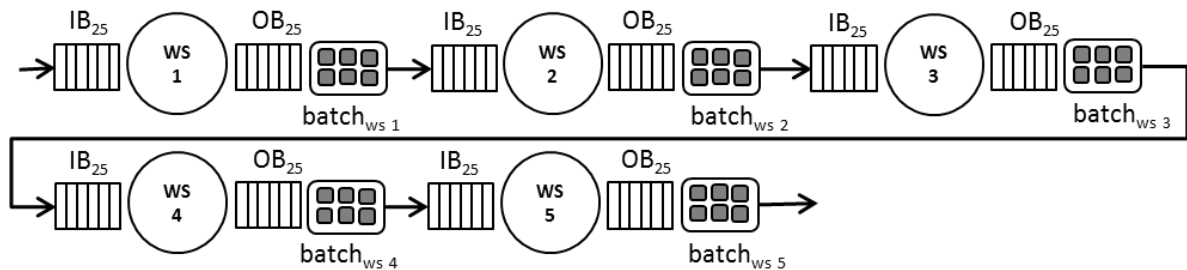 IB25 OB25 IB25 OB25 IB25 OB25
WS 1 WS 2 WS 3
batchws 1 batchws 2 batchws 3
IB25 OB25 IB25 OB25
WS 4 WS 5
batchws 4 batchws 5